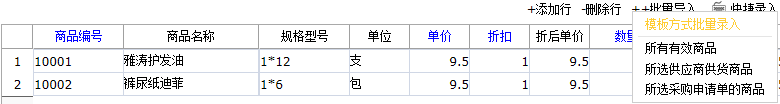 +添加行 -删除行 ++批量导入 快捷录入
模板方式批量录入
所有有效商品
所选供应商供货商品
所选采购申请单的商品
商品编号 商品名称 规格型号 单位 单价 折扣 折后单价 数量
1 10001 雅涛护发油 1*12 支 9.5 1 9.5
2 10002 裤尿纸迪菲 1*6 包 9.5 1 9.5